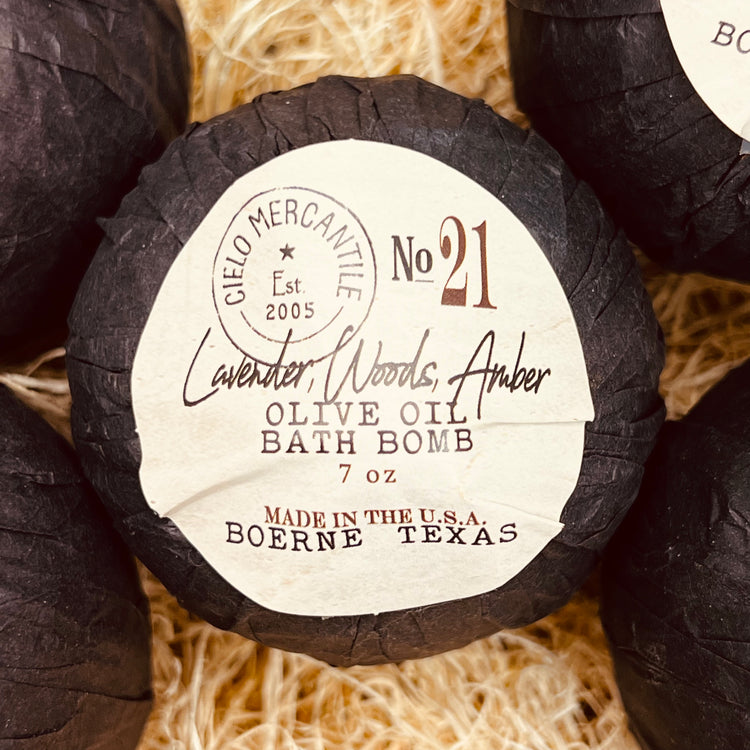 CIELO MERCANTILE
Est.
2005
No 21
Lavender, Woods, Amber
OLIVE OIL
BATH BOMB
7 oz
MADE IN THE U.S.A.
BOERNE TEXAS
BO